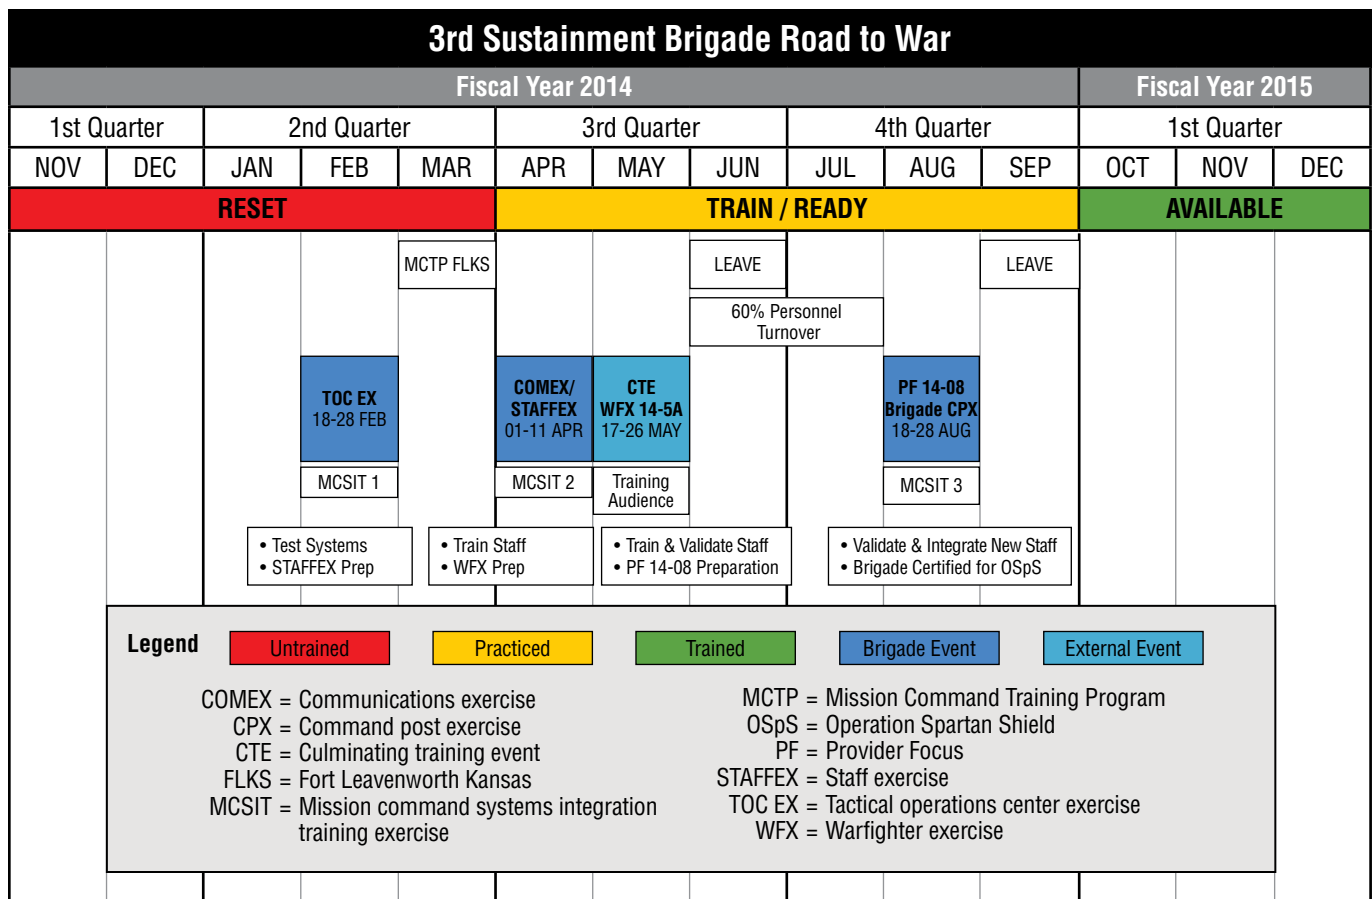 3rd Sustainment Brigade Road to War
Fiscal Year 2014 Fiscal Year 2015
1st Quarter 2nd Quarter 3rd Quarter 4th Quarter 1st Quarter
NOV DEC JAN FEB MAR APR MAY JUN JUL AUG SEP OCT NOV DEC
RESET TRAIN / READY AVAILABLE
MCTP FLKS
LEAVE
LEAVE
60% Personnel
Turnover
TOC EX
18-28 FEB
COMEX/
STAFFEX
01-11 APR
CTE
WFX 14-5A
17-26 MAY
PF 14-08
Brigade CPX
18-28 AUG
MCSIT 1
MCSIT 2
Training
Audience
MCSIT 3
• Test Systems
• STAFFEX Prep
• Train Staff
• WFX Prep
• Train & Validate Staff
• PF 14-08 Preparation
• Validate & Integrate New Staff
• Brigade Certified for OSpS
Legend Untrained Practiced Trained Brigade Event External Event
COMEX = Communications exercise
CPX = Command post exercise
CTE = Culminating training event
FLKS = Fort Leavenworth Kansas
MCSIT = Mission command systems integration
training exercise
MCTP = Mission Command Training Program
OSpS = Operation Spartan Shield
PF = Provider Focus
STAFFEX = Staff exercise
TOC EX = Tactical operations center exercise
WFX = Warfighter exercise